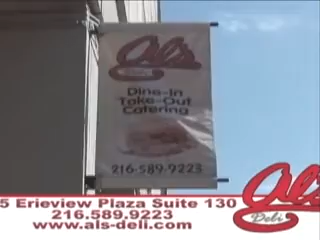 Al's
Deli
Dine-In
Take-Out
Catering
216-589-9223
5 Erieview Plaza Suite 130
216.589.9223
www.als-deli.com
Al's
Deli